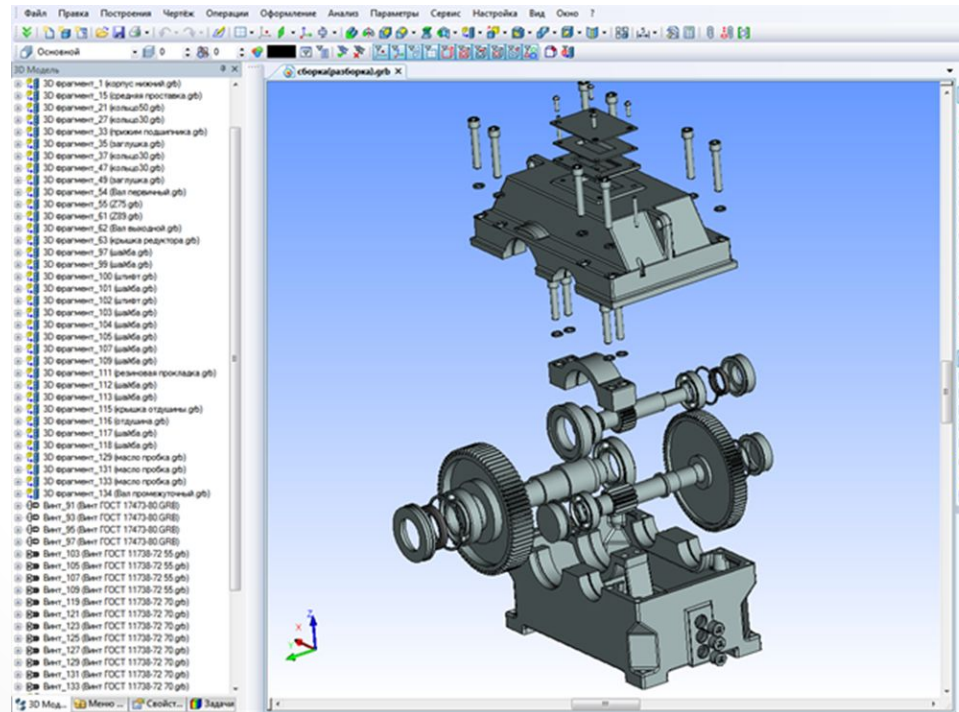 Файл Правка Построения Чертёж Операции Оформление Анализ Параметры Сервис Настройка Вид Окно ?
Основной 0 0
3D Модель
сборка(разборка).grb
3D фрагмент_1 (корпус нижний.grb)
3D фрагмент_15 (средняя проставка.grb)
3D фрагмент_21 (кольцо50.grb)
3D фрагмент_27 (кольцо30.grb)
3D фрагмент_33 (прижим подшипника.grb)
3D фрагмент_35 (заглушка.grb)
3D фрагмент_37 (кольцо30.grb)
3D фрагмент_47 (кольцо30.grb)
3D фрагмент_49 (заглушка.grb)
3D фрагмент_54 (Вал первичный.grb)
3D фрагмент_55 (Z75.grb)
3D фрагмент_61 (Z89.grb)
3D фрагмент_62 (Вал выходной.grb)
3D фрагмент_63 (крышка редуктора.grb)
3D фрагмент_97 (шайба.grb)
3D фрагмент_99 (шайба.grb)
3D фрагмент_100 (штифт.grb)
3D фрагмент_101 (шайба.grb)
3D фрагмент_102 (штифт.grb)
3D фрагмент_103 (шайба.grb)
3D фрагмент_104 (шайба.grb)
3D фрагмент_105 (шайба.grb)
3D фрагмент_107 (шайба.grb)
3D фрагмент_109 (шайба.grb)
3D фрагмент_111 (резиновая прокладка.grb)
3D фрагмент_112 (шайба.grb)
3D фрагмент_113 (шайба.grb)
3D фрагмент_115 (крышка отдушины.grb)
3D фрагмент_116 (отдушина.grb)
3D фрагмент_117 (шайба.grb)
3D фрагмент_118 (шайба.grb)
3D фрагмент_129 (масло пробка.grb)
3D фрагмент_131 (масло пробка.grb)
3D фрагмент_133 (масло пробка.grb)
3D фрагмент_134 (Вал промежуточный.grb)
Винт_91 (Винт ГОСТ 17473-80.GRB)
Винт_93 (Винт ГОСТ 17473-80.GRB)
Винт_95 (Винт ГОСТ 17473-80.GRB)
Винт_97 (Винт ГОСТ 17473-80.GRB)
Винт_103 (Винт ГОСТ 11738-72 55.grb)
Винт_105 (Винт ГОСТ 11738-72 55.grb)
Винт_107 (Винт ГОСТ 11738-72 55.grb)
Винт_109 (Винт ГОСТ 11738-72 55.grb)
Винт_119 (Винт ГОСТ 11738-72 70.grb)
Винт_121 (Винт ГОСТ 11738-72 70.grb)
Винт_123 (Винт ГОСТ 11738-72 70.grb)
Винт_125 (Винт ГОСТ 11738-72 70.grb)
Винт_127 (Винт ГОСТ 11738-72 70.grb)
Винт_129 (Винт ГОСТ 11738-72 70.grb)
Винт_131 (Винт ГОСТ 11738-72 70.grb)
Винт_133 (Винт ГОСТ 11738-72 70.grb)
Z
X
Y
3D Мод... Меню ... Свойст... Задачи